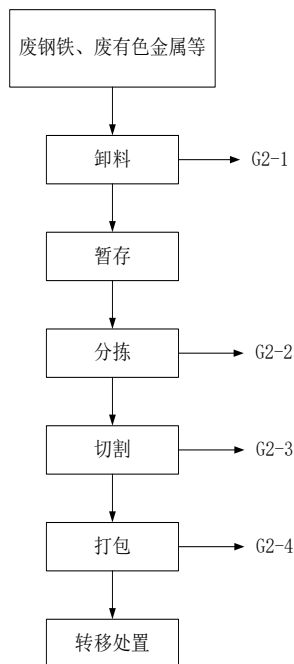 废钢铁、废有色金属等
卸料
G2-1
暂存
分拣
G2-2
切割
G2-3
打包
G2-4
转移处置